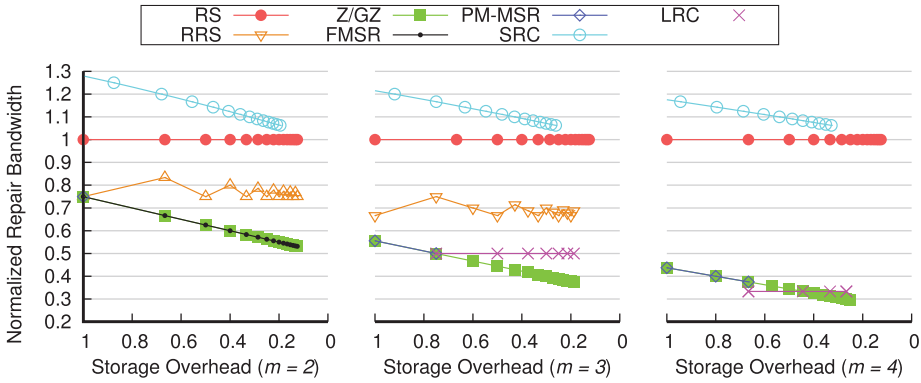 RS Z/GZ PM-MSR LRC
RRS FMSR SRC
Normalized Repair Bandwidth
1.3
1.2
1.1
1
0.9
0.8
0.7
0.6
0.5
0.4
0.3
0.2
1 0.8 0.6 0.4 0.2 0
1 0.8 0.6 0.4 0.2 0
1 0.8 0.6 0.4 0.2 0
Storage Overhead (m = 2)
Storage Overhead (m = 3)
Storage Overhead (m = 4)